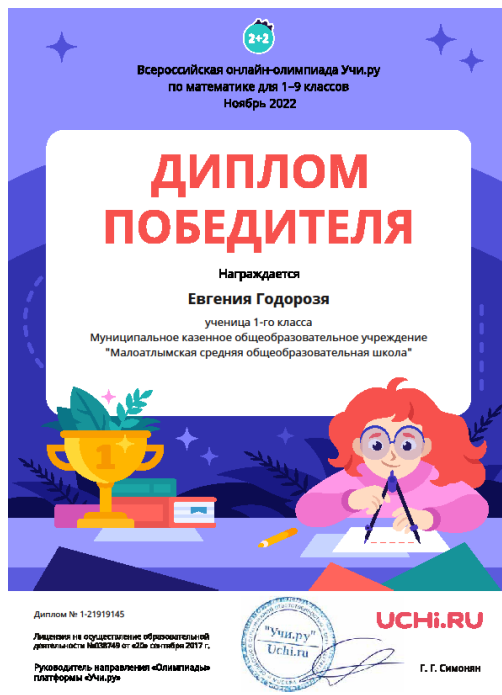 2+2
Всероссийская онлайн-олимпиада Учи.ру
по математике для 1–9 классов
Ноябрь 2022
ДИПЛОМ
ПОБЕДИТЕЛЯ
Награждается
Евгения Годорозя
ученица 1-го класса
Муниципальное казенное общеобразовательное учреждение
"Малоатлымская средняя общеобразовательная школа"
1
Диплом № 1-21919145
Лицензия на осуществление образовательной
деятельности №038749 от «20» сентября 2017 г.
Руководитель направления «Олимпиады»
платформы «Учи.ру»
"Учи.ру"
Uchi.ru
UCHi.RU
Г. Г. Симонян